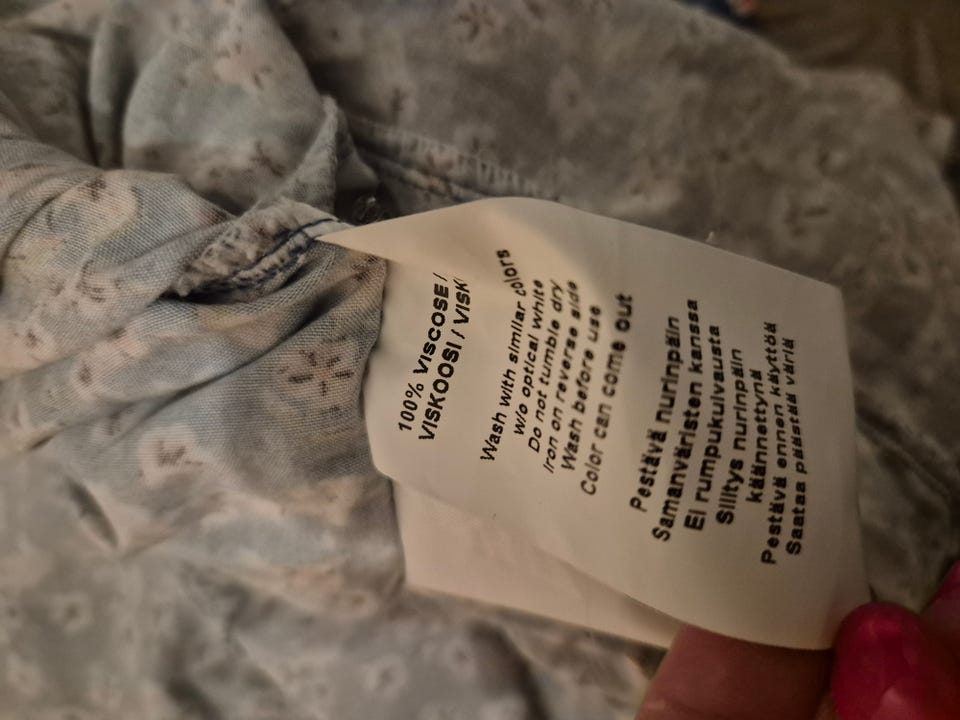 100% VISCOSE /
VISKOOSI / VISK
Wash with similar colors
w/o optical white
Do not tumble dry
Iron on reverse side
Wash before use
Color can come out
Pestävä nurinpäin
Samanväristen kanssa
Ei rumpukuivausta
Silitys nurinpäin
käännettynä
Pestävä ennen käyttöä
Saataa päästää väriä